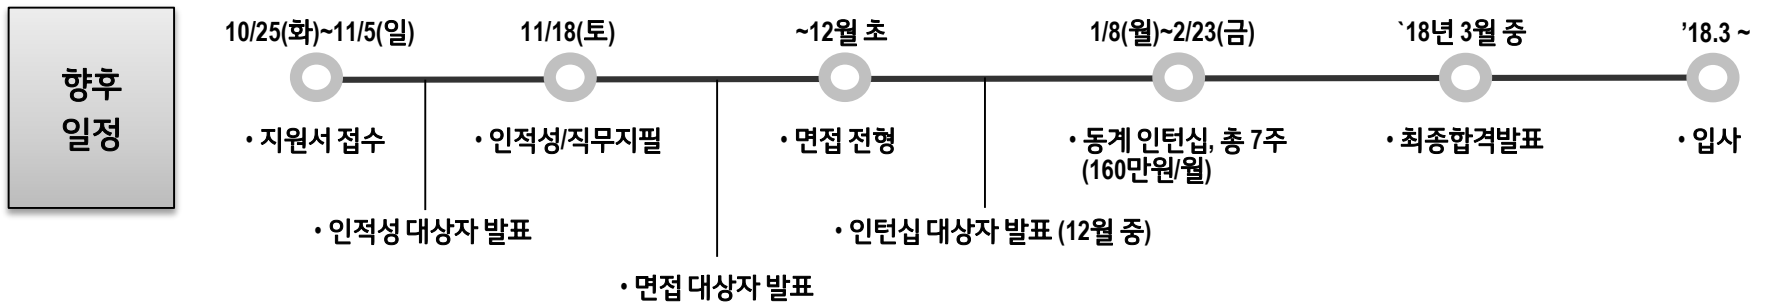 향후
일정
10/25(화)~11/5(일)
11/18(토)
~12월 초
1/8(월)~2/23(금)
`18년 3월 중
’18.3 ~
• 지원서 접수
• 인적성/직무지필
• 면접 전형
• 동계 인턴십, 총 7주
(160만원/월)
• 최종합격발표
• 입사
• 인적성 대상자 발표
• 인턴십 대상자 발표 (12월 중)
• 면접 대상자 발표